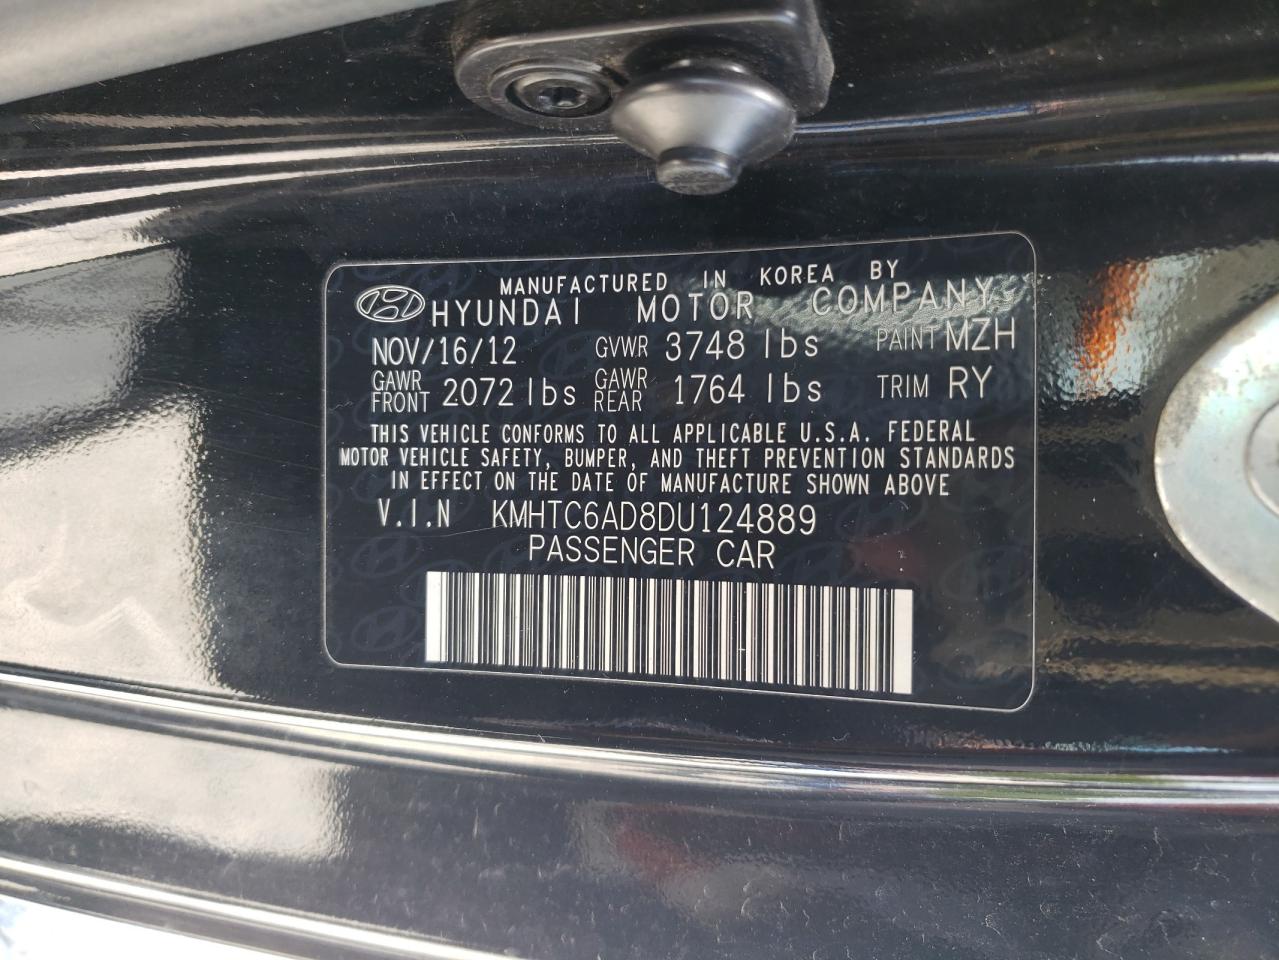 MANUFACTURED IN KOREA BY
HYUNDAI MOTOR COMPANY
NOV/16/12 GVWR 3748 lbs PAINT MZH
GAWR FRONT 2072 lbs GAWR REAR 1764 lbs TRIM RY
THIS VEHICLE CONFORMS TO ALL APPLICABLE U.S.A. FEDERAL
MOTOR VEHICLE SAFETY, BUMPER, AND THEFT PREVENTION STANDARDS
IN EFFECT ON THE DATE OF MANUFACTURE SHOWN ABOVE
V.I.N KMHTC6AD8DU124889
PASSENGER CAR